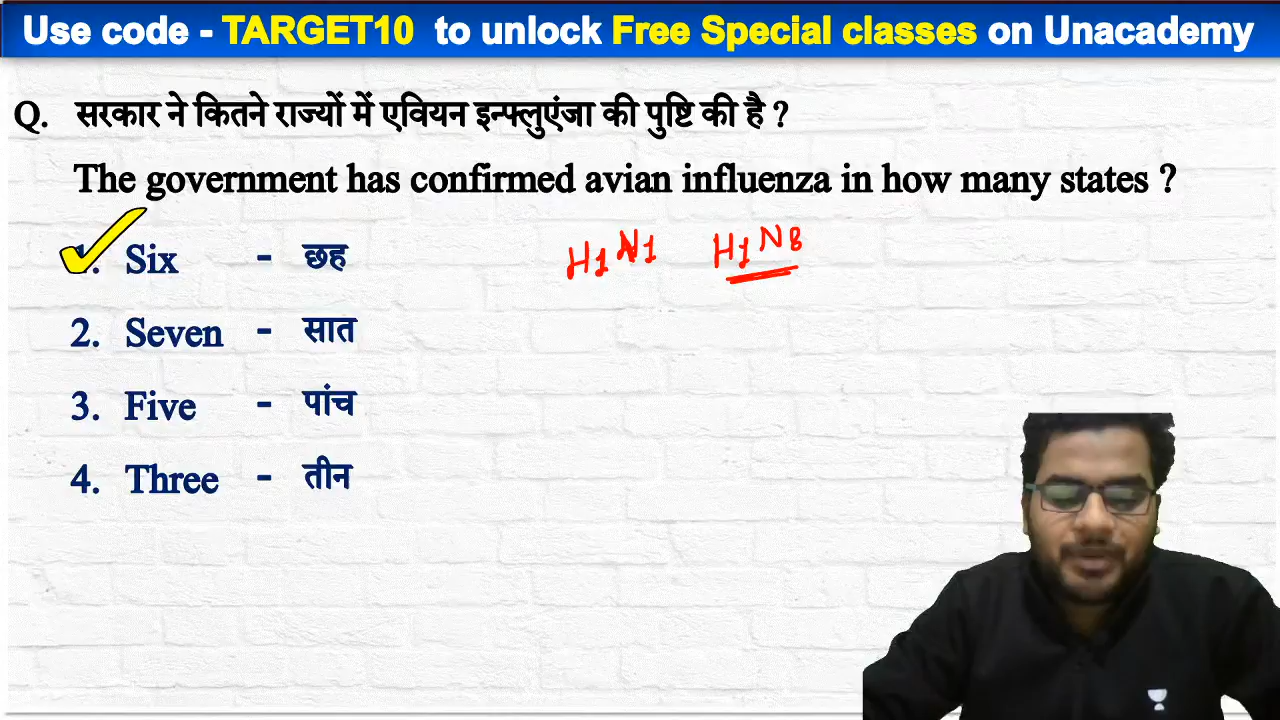 Use code - TARGET10 to unlock Free Special classes on Unacademy
Q. सरकार ने कितने राज्यों में एवियन इन्फ्लुएंजा की पुष्टि की है ?
The government has confirmed avian influenza in how many states ?
1. Six - छह
H1N1 H1N8
2. Seven - सात
3. Five - पांच
4. Three - तीन